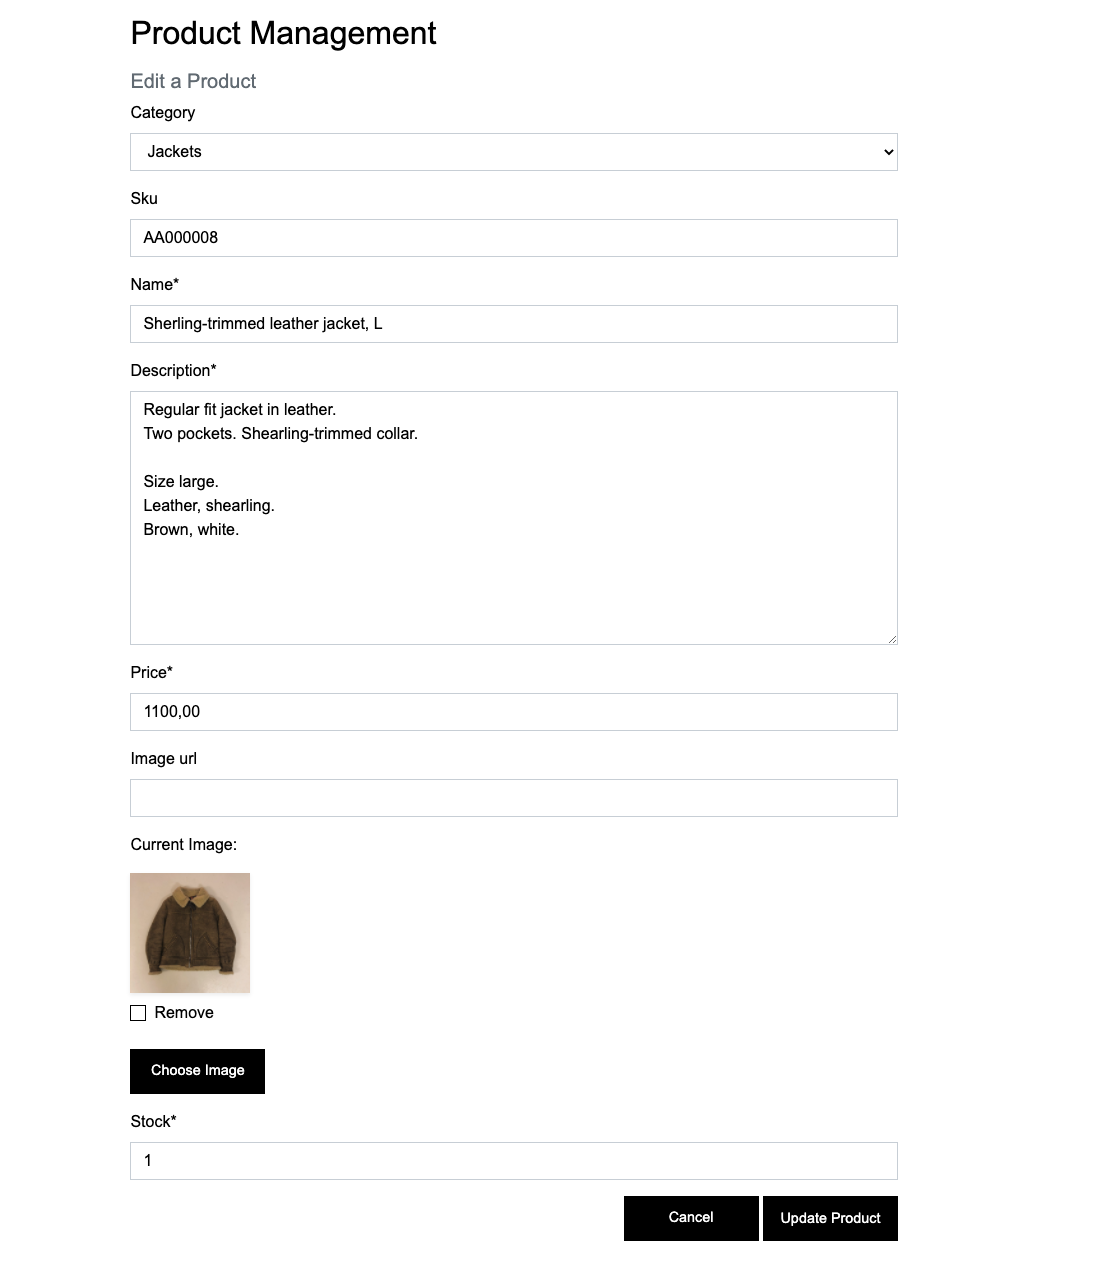 Product Management
Edit a Product
Category
Jackets
Sku
AA000008
Name*
Sherling-trimmed leather jacket, L
Description*
Regular fit jacket in leather.
Two pockets. Shearling-trimmed collar.
Size large.
Leather, shearling.
Brown, white.
Price*
1100,00
Image url
Current Image:
Remove
Choose Image
Stock*
1
Cancel Update Product